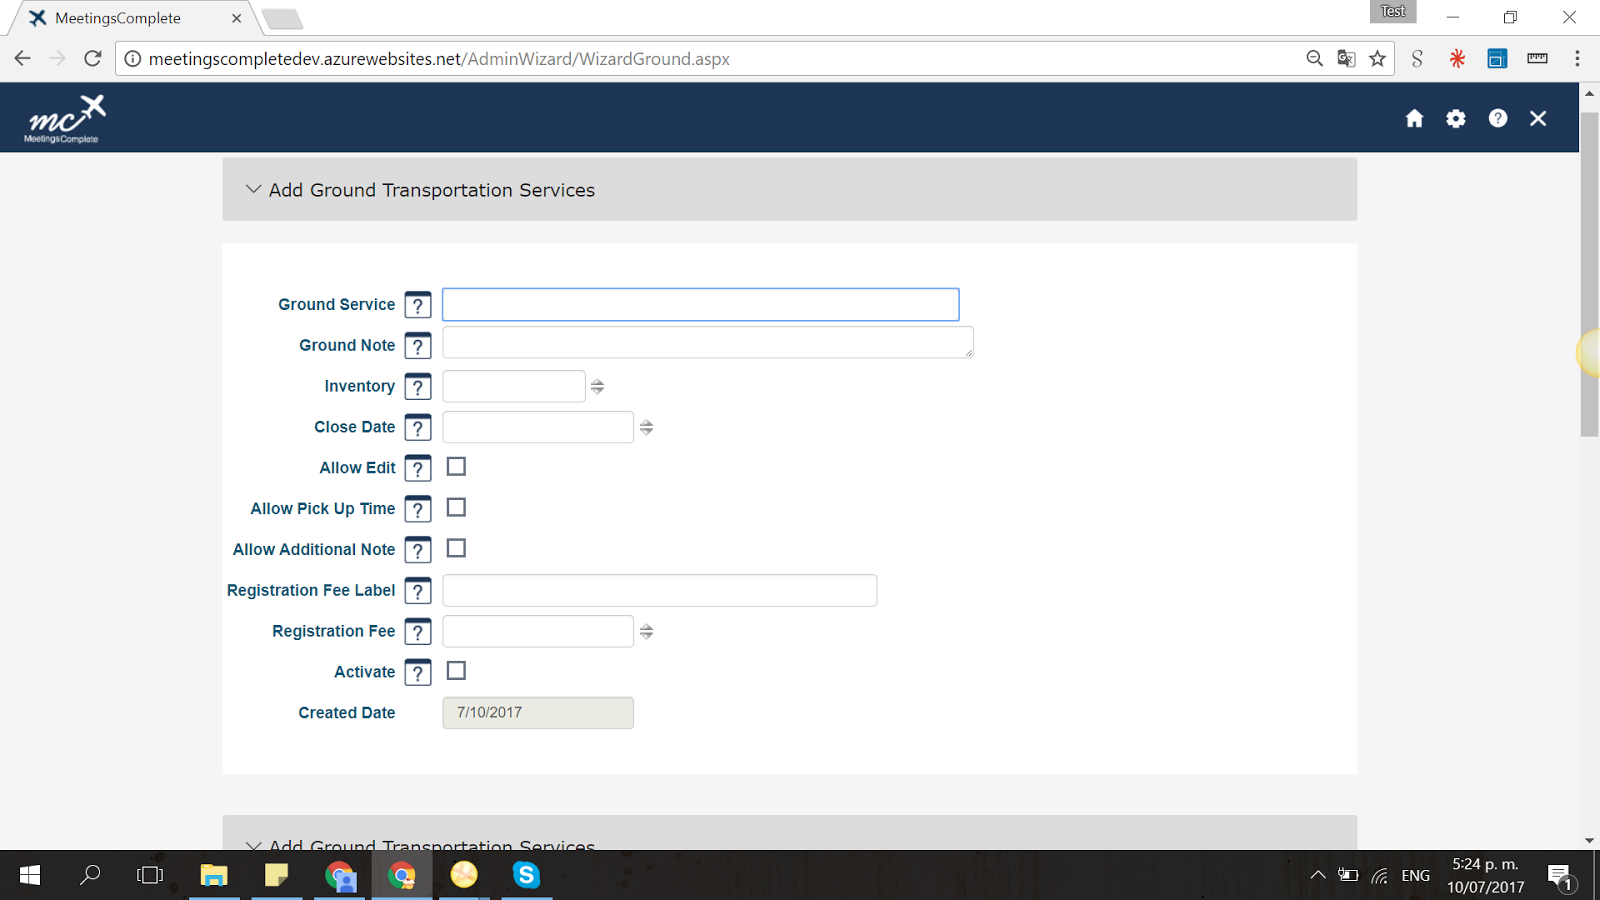 MeetingsComplete
Test
meetingscompletedev.azurewebsites.net/AdminWizard/WizardGround.aspx
mc
MeetingsComplete
Add Ground Transportation Services
Ground Service ?
Ground Note ?
Inventory ?
Close Date ?
Allow Edit ?
Allow Pick Up Time ?
Allow Additional Note ?
Registration Fee Label ?
Registration Fee ?
Activate ?
Created Date 7/10/2017
Add Ground Transportation Services
ENG
5:24 p. m.
10/07/2017
1